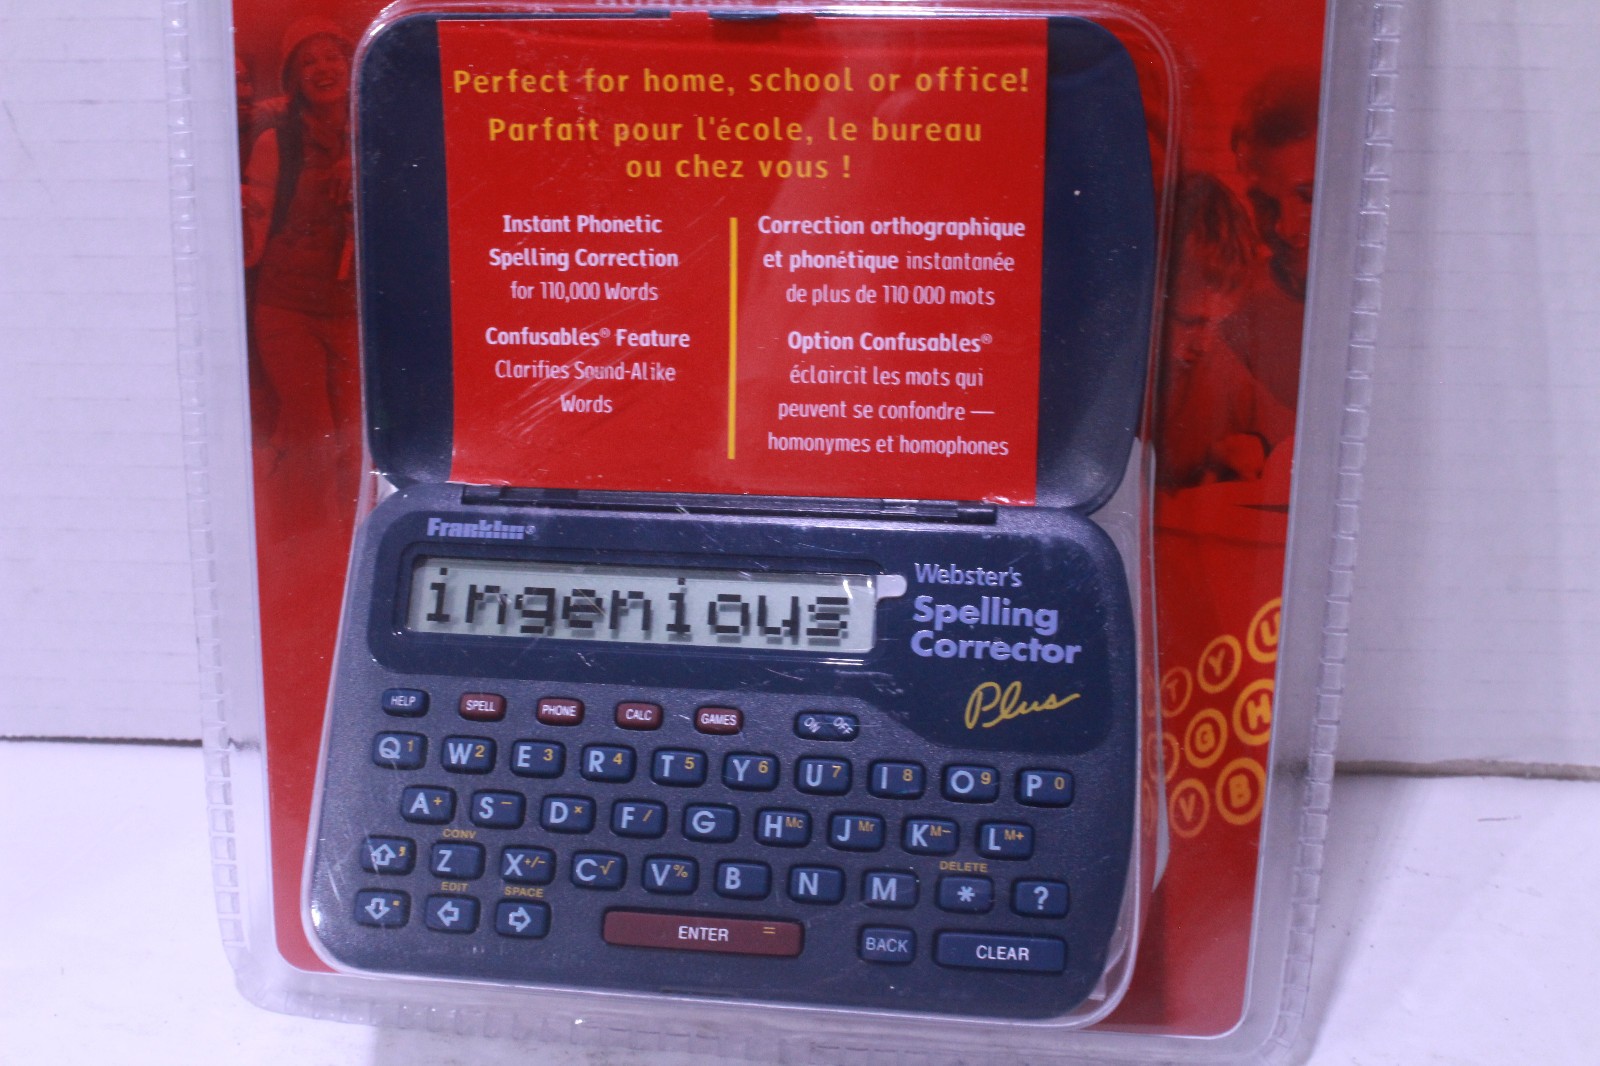 Perfect for home, school or office!
Parfait pour l'école, le bureau
ou chez vous !
Instant Phonetic
Spelling Correction
for 110,000 Words
Confusables® Feature
Clarifies Sound-Alike
Words
Correction orthographique
et phonétique instantanée
de plus de 110 000 mots
Option Confusables®
éclaircit les mots qui
peuvent se confondre —
homonymes et homophones
Franklin®
ingenious
Webster's
Spelling
Corrector
Plus
HELP SPELL PHONE CALC GAMES ON OFF
Q 1 W 2 E 3 R 4 T 5 Y 6 U 7 I 8 O 9 P 0
A + S − D × F / G H Mc J Mr K M− L M+
CONV DELETE
⇧ , Z X +/− C √ V % B N M * ?
EDIT SPACE
⇩ . ⇦ ⇨ ENTER = BACK CLEAR
T Y U
G H
V B